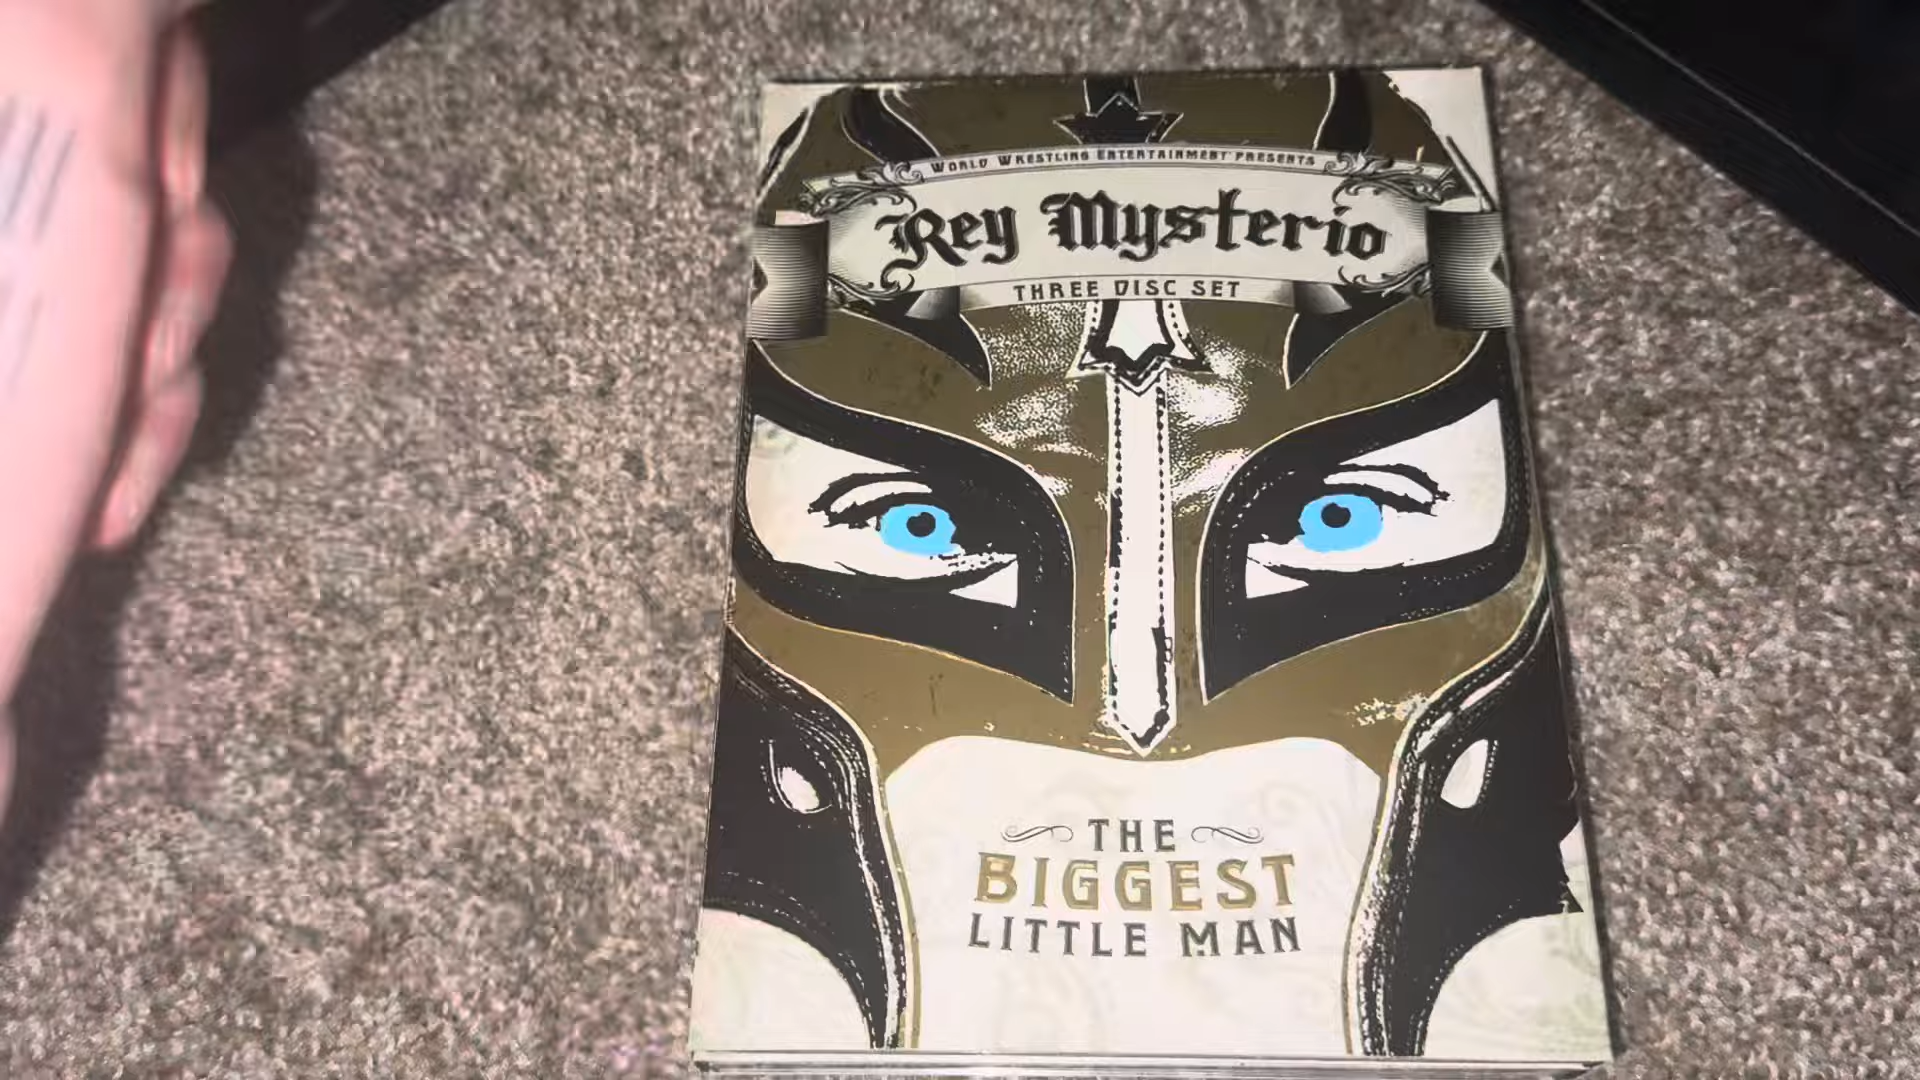 WORLD WRESTLING ENTERTAINMENT PRESENTS
Rey Mysterio
THREE DISC SET
THE
BIGGEST
LITTLE MAN